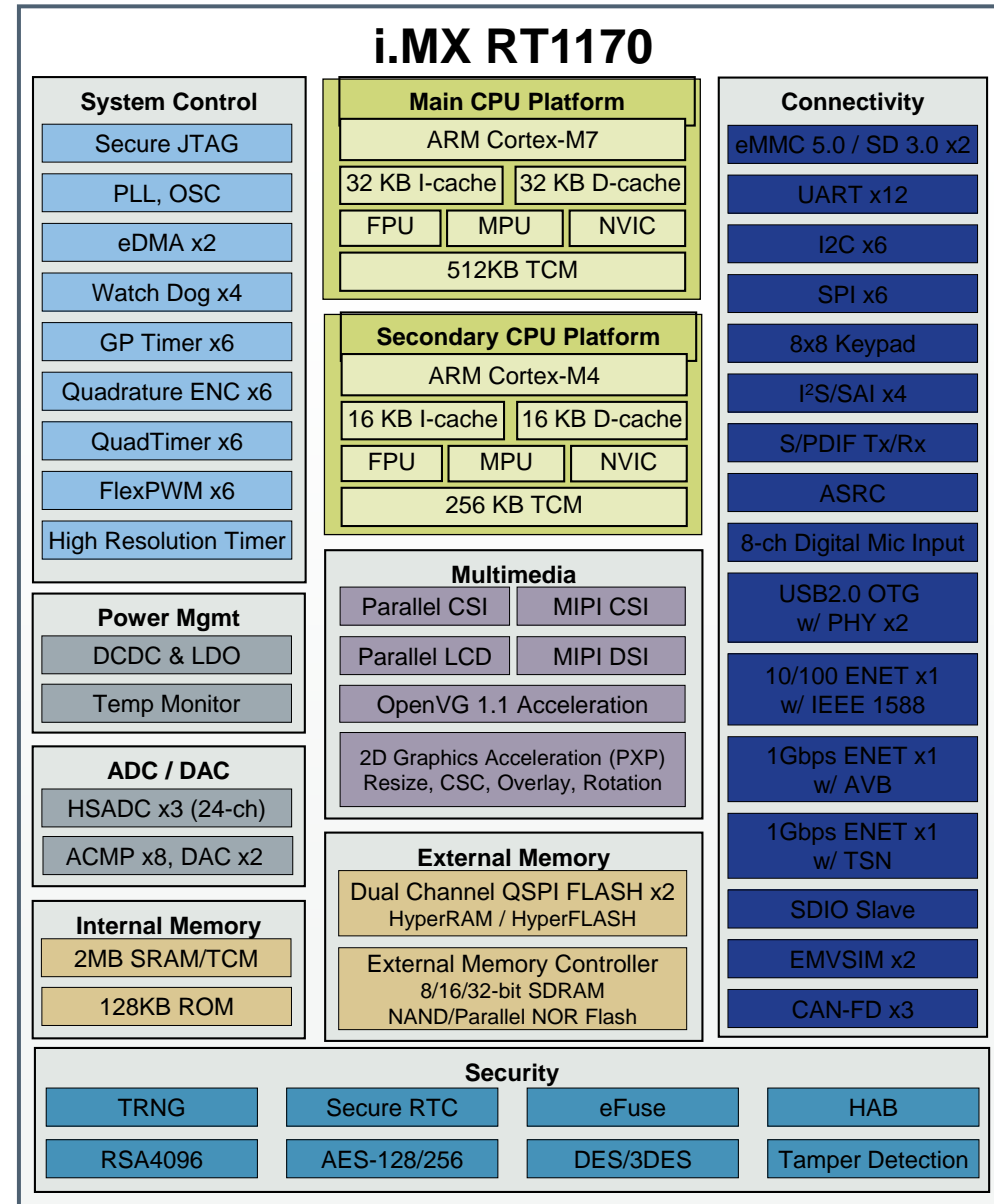 i.MX RT1170
System Control
Secure JTAG
PLL, OSC
eDMA x2
Watch Dog x4
GP Timer x6
Quadrature ENC x6
QuadTimer x6
FlexPWM x6
High Resolution Timer
Power Mgmt
DCDC & LDO
Temp Monitor
ADC / DAC
HSADC x3 (24-ch)
ACMP x8, DAC x2
Internal Memory
2MB SRAM/TCM
128KB ROM
Main CPU Platform
ARM Cortex-M7
32 KB I-cache
32 KB D-cache
FPU
MPU
NVIC
512KB TCM
Secondary CPU Platform
ARM Cortex-M4
16 KB I-cache
16 KB D-cache
FPU
MPU
NVIC
256 KB TCM
Multimedia
Parallel CSI
MIPI CSI
Parallel LCD
MIPI DSI
OpenVG 1.1 Acceleration
2D Graphics Acceleration (PXP)
Resize, CSC, Overlay, Rotation
External Memory
Dual Channel QSPI FLASH x2
HyperRAM / HyperFLASH
External Memory Controller
8/16/32-bit SDRAM
NAND/Parallel NOR Flash
Connectivity
eMMC 5.0 / SD 3.0 x2
UART x12
I2C x6
SPI x6
8x8 Keypad
I²S/SAI x4
S/PDIF Tx/Rx
ASRC
8-ch Digital Mic Input
USB2.0 OTG
w/ PHY x2
10/100 ENET x1
w/ IEEE 1588
1Gbps ENET x1
w/ AVB
1Gbps ENET x1
w/ TSN
SDIO Slave
EMVSIM x2
CAN-FD x3
Security
TRNG
Secure RTC
eFuse
HAB
RSA4096
AES-128/256
DES/3DES
Tamper Detection